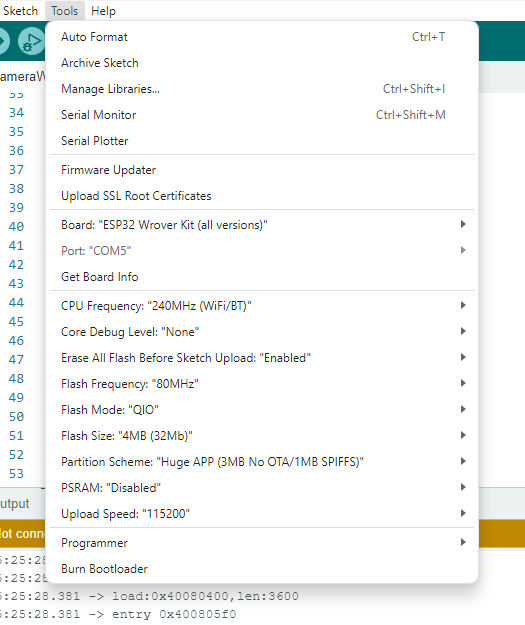 Sketch Tools Help
Auto Format Ctrl+T
Archive Sketch
Manage Libraries... Ctrl+Shift+I
Serial Monitor Ctrl+Shift+M
Serial Plotter
Firmware Updater
Upload SSL Root Certificates
Board: "ESP32 Wrover Kit (all versions)"
Port: "COM5"
Get Board Info
CPU Frequency: "240MHz (WiFi/BT)"
Core Debug Level: "None"
Erase All Flash Before Sketch Upload: "Enabled"
Flash Frequency: "80MHz"
Flash Mode: "QIO"
Flash Size: "4MB (32Mb)"
Partition Scheme: "Huge APP (3MB No OTA/1MB SPIFFS)"
PSRAM: "Disabled"
Upload Speed: "115200"
Programmer
Burn Bootloader
ameraW
33
34
35
36
37
38
39
40
41
42
43
44
45
46
47
48
49
50
51
52
53
utput
lot conn
5:25:28
5:25:28
5:25:28.381 -> load:0x40080400,len:3600
5:25:28.381 -> entry 0x400805f0